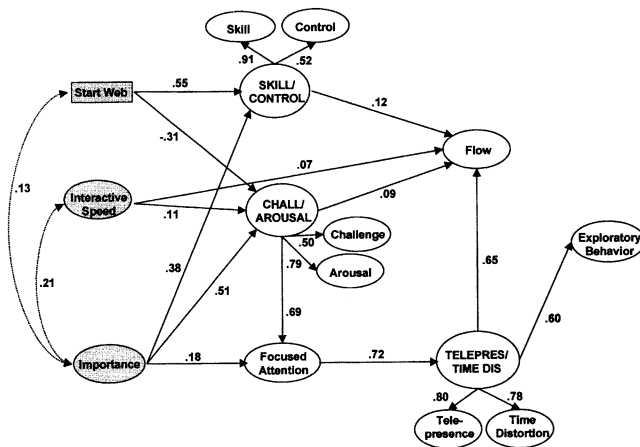 Skill
Control
.91
.52
Start Web
.55
SKILL/
CONTROL
.12
-.31
Flow
.07
.13
Interactive
Speed
.11
CHALL/
AROUSAL
.09
.50
Challenge
Exploratory
Behavior
.38
.79
Arousal
.21
.51
.65
.69
.60
Importance
.18
Focused
Attention
.72
TELEPRES/
TIME DIS
.80
.78
Tele-
presence
Time
Distortion